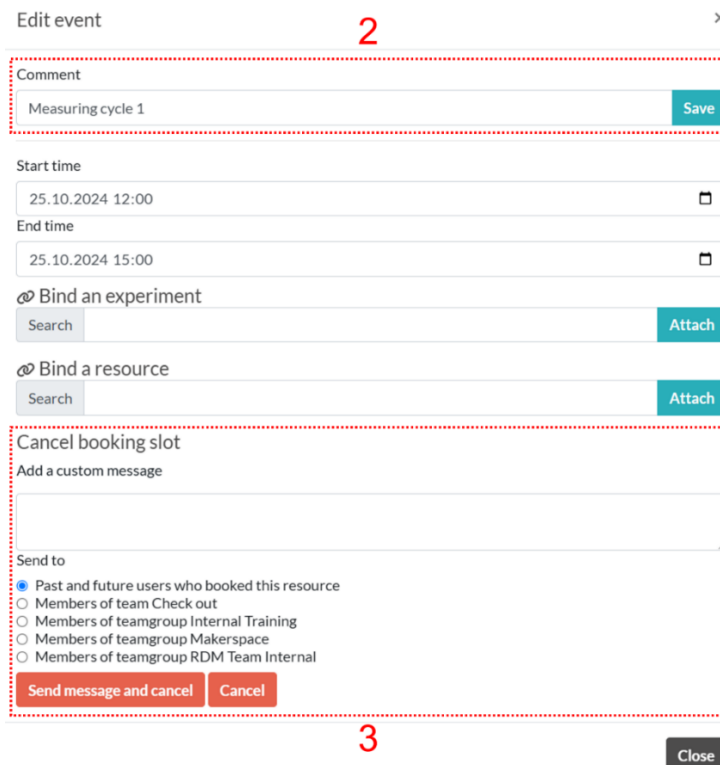 Edit event
2
Comment
Measuring cycle 1 Save
Start time
25.10.2024 12:00
End time
25.10.2024 15:00
Bind an experiment
Search Attach
Bind a resource
Search Attach
Cancel booking slot
Add a custom message
Send to
Past and future users who booked this resource
Members of team Check out
Members of teamgroup Internal Training
Members of teamgroup Makerspace
Members of teamgroup RDM Team Internal
Send message and cancel Cancel
3
Close